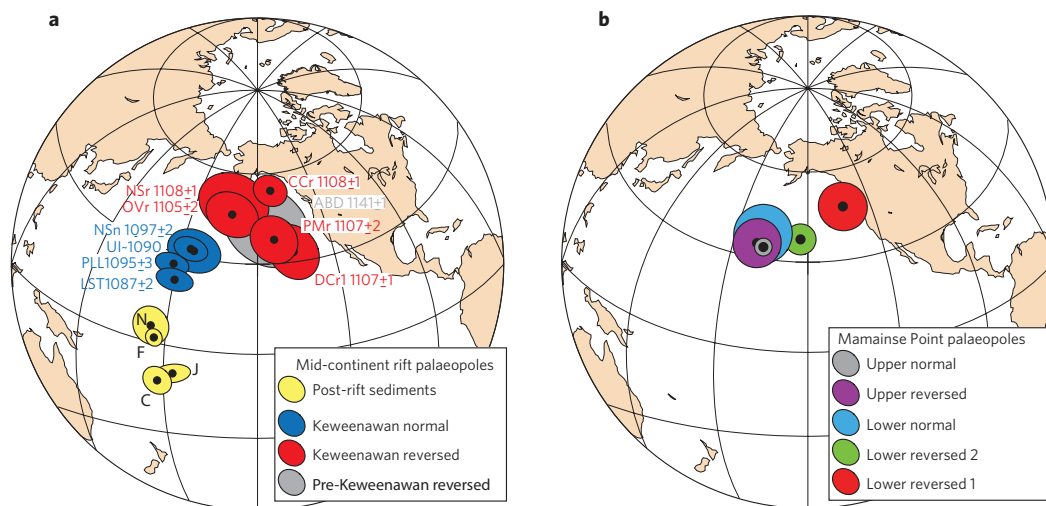 a
NSr 1108±1
OVr 1105±2
CCr 1108±1
ABD 1141±1
PMr 1107±2
DCr1 1107±1
NSn 1097±2
UI-1090
PLL1095±3
LST1087±2
N
F
J
C
Mid-continent rift palaeopoles
Post-rift sediments
Keweenawan normal
Keweenawan reversed
Pre-Keweenawan reversed
b
Mamainse Point palaeopoles
Upper normal
Upper reversed
Lower normal
Lower reversed 2
Lower reversed 1